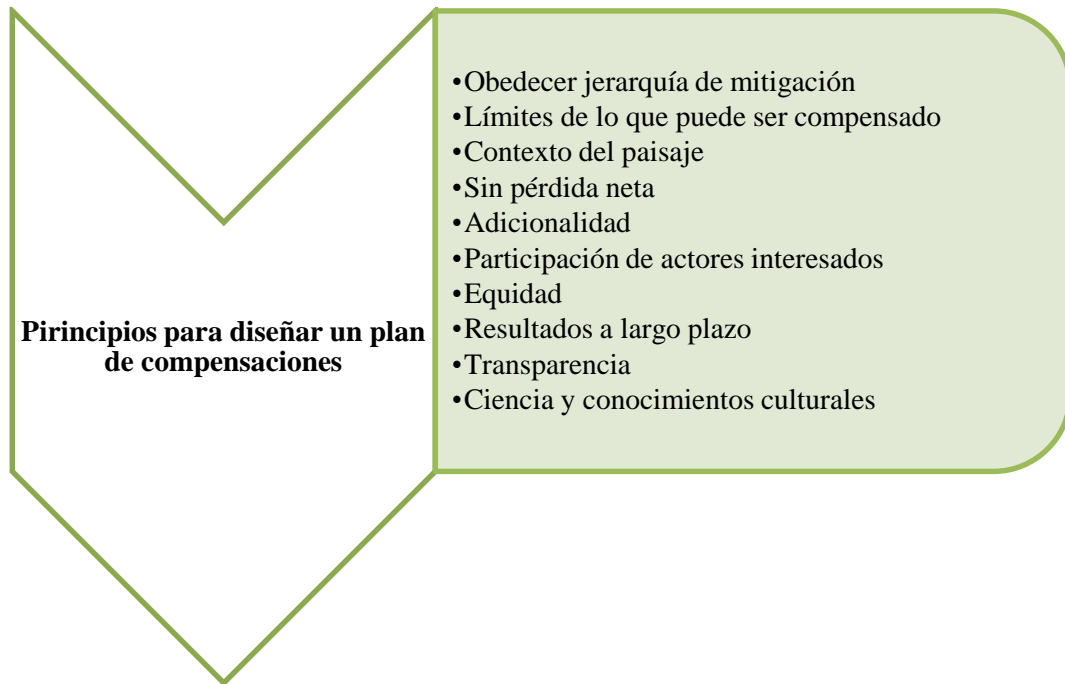 Pirincipios para diseñar un plan
de compensaciones
•Obedecer jerarquía de mitigación
•Límites de lo que puede ser compensado
•Contexto del paisaje
•Sin pérdida neta
•Adicionalidad
•Participación de actores interesados
•Equidad
•Resultados a largo plazo
•Transparencia
•Ciencia y conocimientos culturales